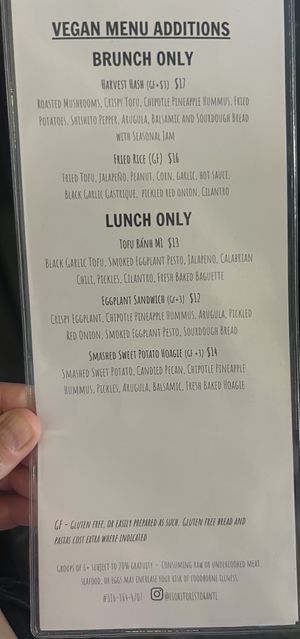 VEGAN MENU ADDITIONS
BRUNCH ONLY
HARVEST HASH (GF+$3) $17
ROASTED MUSHROOMS, CRISPY TOFU, CHIPOTLE PINEAPPLE HUMMUS, FRIED
POTATOES, SHISHITO PEPPER, ARUGULA, BALSAMIC AND SOURDOUGH BREAD
WITH SEASONAL JAM
FRIED RICE (GF) $16
FRIED TOFU, JALAPEÑO, PEANUT, CORN, GARLIC, HOT SAUCE,
BLACK GARLIC GASTRIQUE, PICKLED RED ONION, CILANTRO
LUNCH ONLY
TOFU BÁNH MÌ $13
BLACK GARLIC TOFU, SMOKED EGGPLANT PESTO, JALAPENO, CALABRIAN
CHILI, PICKLES, CILANTRO, FRESH BAKED BAGUETTE
EGGPLANT SANDWICH (GF+3) $12
CRISPY EGGPLANT, CHIPOTLE PINEAPPLE HUMMUS, ARUGULA, PICKLED
RED ONION, SMOKED EGGPLANT PESTO, SOURDOUGH BREAD
SMASHED SWEET POTATO HOAGIE (GF +3) $14
SMASHED SWEET POTATO, CANDIED PECAN, CHIPOTLE PINEAPPLE
HUMMUS, PICKLES, ARUGULA, BALSAMIC, FRESH BAKED HOAGIE
GF - GLUTEN FREE, OR EASILY PREPARED AS SUCH. GLUTEN FREE BREAD AND
PASTAS COST EXTRA WHERE INDICATED
GROUPS OF 6+ SUBJECT TO 20% GRATUITY - CONSUMING RAW OR UNDERCOOKED MEAT,
SEAFOOD, OR EGGS MAY INCREASE YOUR RISK OF FOODBORNE ILLNESS